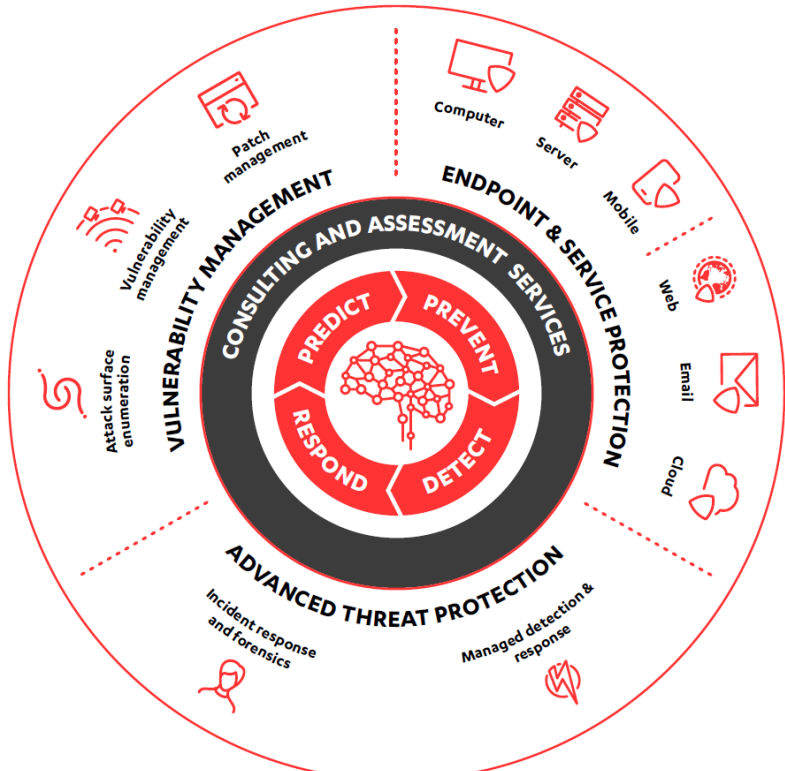 Patch
management
Vulnerability
management
Attack surface
enumeration
VULNERABILITY MANAGEMENT
Computer
Server
Mobile
Web
Email
Cloud
ENDPOINT & SERVICE PROTECTION
CONSULTING AND ASSESSMENT SERVICES
PREDICT
PREVENT
DETECT
RESPOND
ADVANCED THREAT PROTECTION
Incident response
and forensics
Managed detection &
response